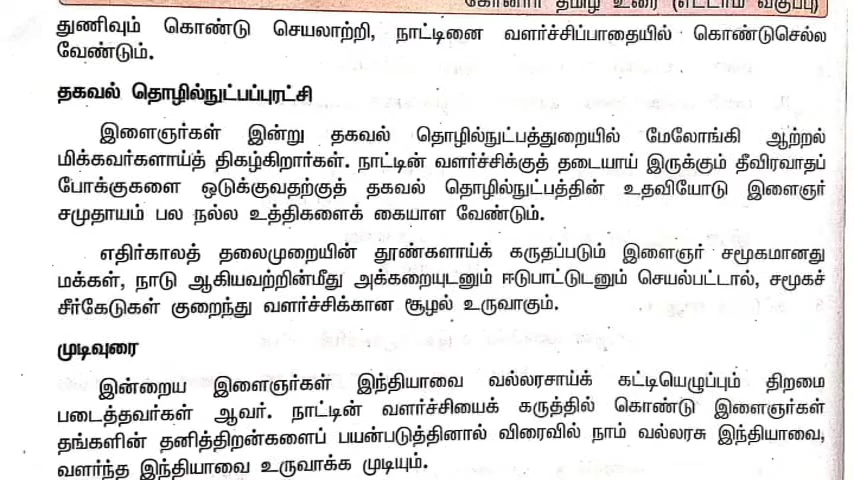 கோனார் தமிழ் உரை (எட்டாம் வகுப்பு)
துணிவும் கொண்டு செயலாற்றி, நாட்டினை வளர்ச்சிப்பாதையில் கொண்டுசெல்ல
வேண்டும்.
தகவல் தொழில்நுட்பப்புரட்சி
இளைஞர்கள் இன்று தகவல் தொழில்நுட்பத்துறையில் மேலோங்கி ஆற்றல்
மிக்கவர்களாய்த் திகழ்கிறார்கள். நாட்டின் வளர்ச்சிக்குத் தடையாய் இருக்கும் தீவிரவாதப்
போக்குகளை ஒடுக்குவதற்குத் தகவல் தொழில்நுட்பத்தின் உதவியோடு இளைஞர்
சமுதாயம் பல நல்ல உத்திகளைக் கையாள வேண்டும்.
எதிர்காலத் தலைமுறையின் தூண்களாய்க் கருதப்படும் இளைஞர் சமூகமானது
மக்கள், நாடு ஆகியவற்றின்மீது அக்கறையுடனும் ஈடுபாட்டுடனும் செயல்பட்டால், சமூகச்
சீர்கேடுகள் குறைந்து வளர்ச்சிக்கான சூழல் உருவாகும்.
முடிவுரை
இன்றைய இளைஞர்கள் இந்தியாவை வல்லரசாய்க் கட்டியெழுப்பும் திறமை
படைத்தவர்கள் ஆவர். நாட்டின் வளர்ச்சியைக் கருத்தில் கொண்டு இளைஞர்கள்
தங்களின் தனித்திறன்களைப் பயன்படுத்தினால் விரைவில் நாம் வல்லரசு இந்தியாவை,
வளர்ந்த இந்தியாவை உருவாக்க முடியும்.